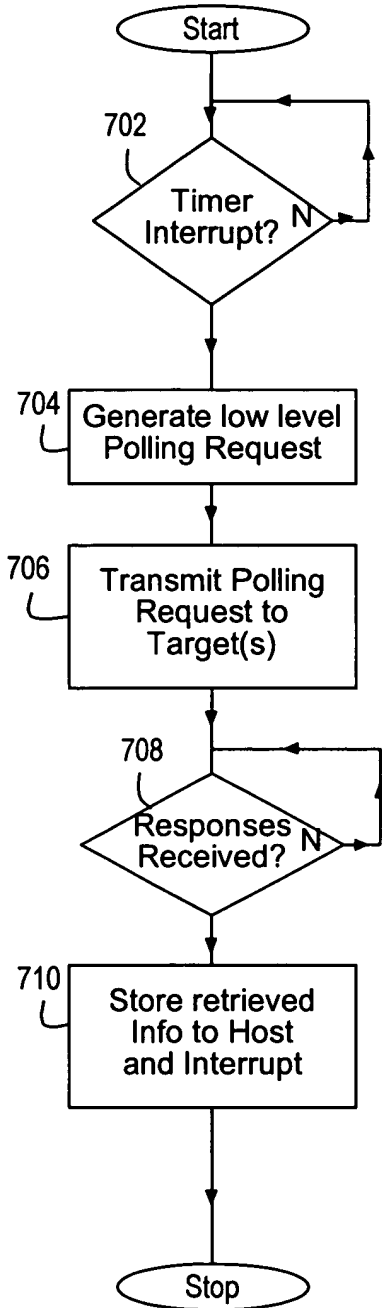 Start
702
Timer
Interrupt?
N
704
Generate low level
Polling Request
706
Transmit Polling
Request to
Target(s)
708
Responses
Received?
N
710
Store retrieved
Info to Host
and Interrupt
Stop